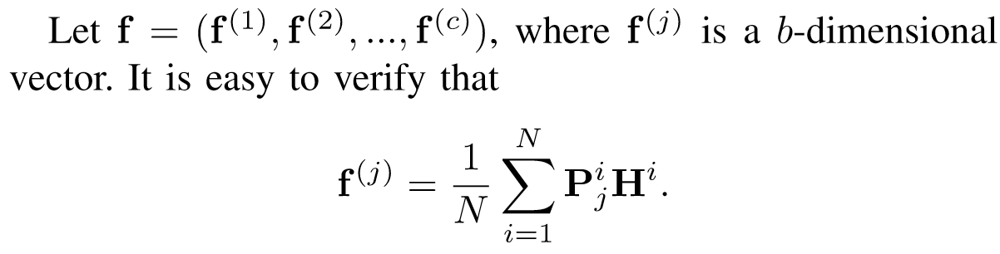 Let $\mathbf{f} = (\mathbf{f}^{(1)}, \mathbf{f}^{(2)}, ..., \mathbf{f}^{(c)})$, where $\mathbf{f}^{(j)}$ is a $b$-dimensional
vector. It is easy to verify that
$\mathbf{f}^{(j)} = \frac{1}{N} \sum_{i=1}^{N} \mathbf{P}_j^i \mathbf{H}^i.$